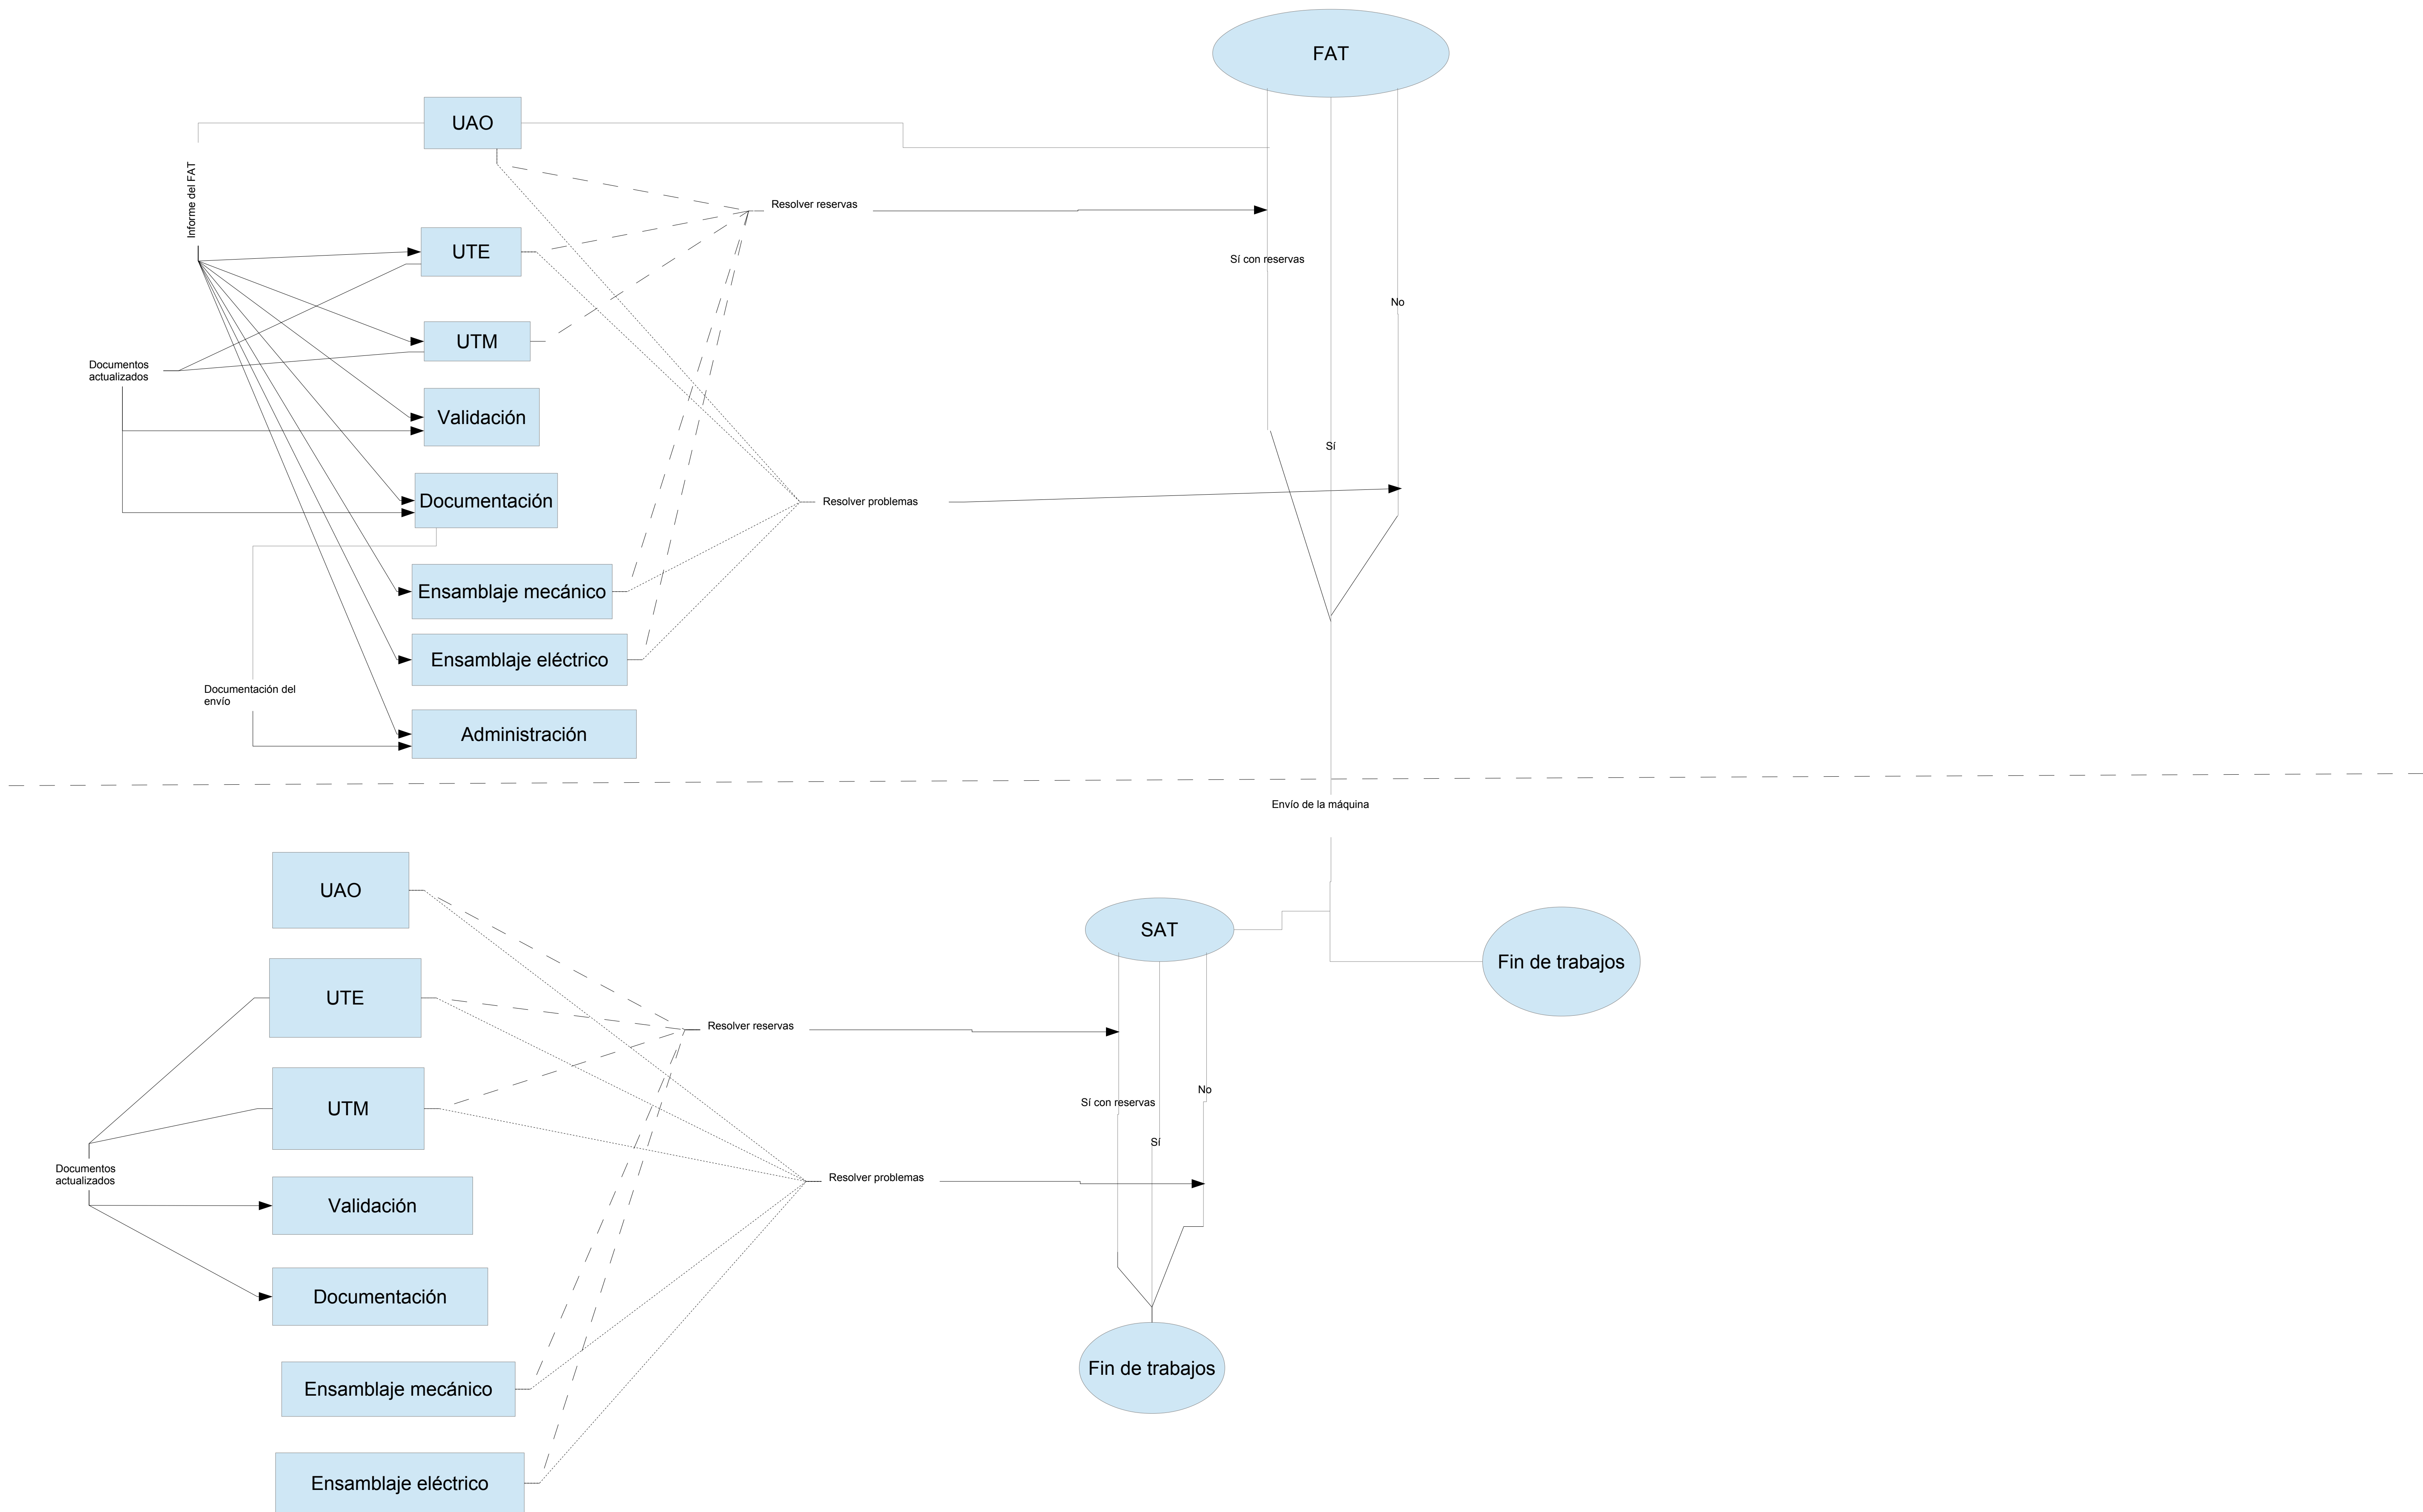 FAT
UAO
Informe del FAT
Resolver reservas
UTE
Sí con reservas
No
UTM
Documentos
actualizados
Validación
Sí
Documentación
Resolver problemas
Ensamblaje mecánico
Ensamblaje eléctrico
Documentación del
envío
Administración
Envío de la máquina
UAO
SAT
Fin de trabajos
UTE
Resolver reservas
No
Sí con reservas
UTM
Sí
Documentos
actualizados
Resolver problemas
Validación
Documentación
Fin de trabajos
Ensamblaje mecánico
Ensamblaje eléctrico